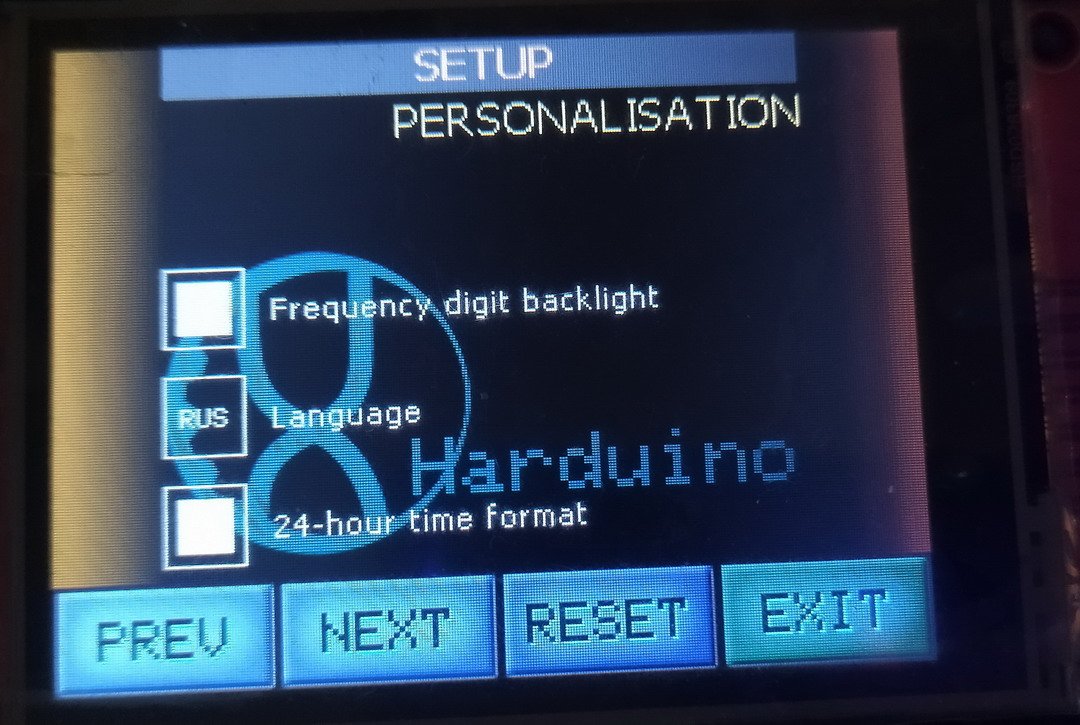 SETUP
PERSONALISATION
Frequency digit backlight
RUS Language
Harduino
24-hour time format
PREV NEXT RESET EXIT